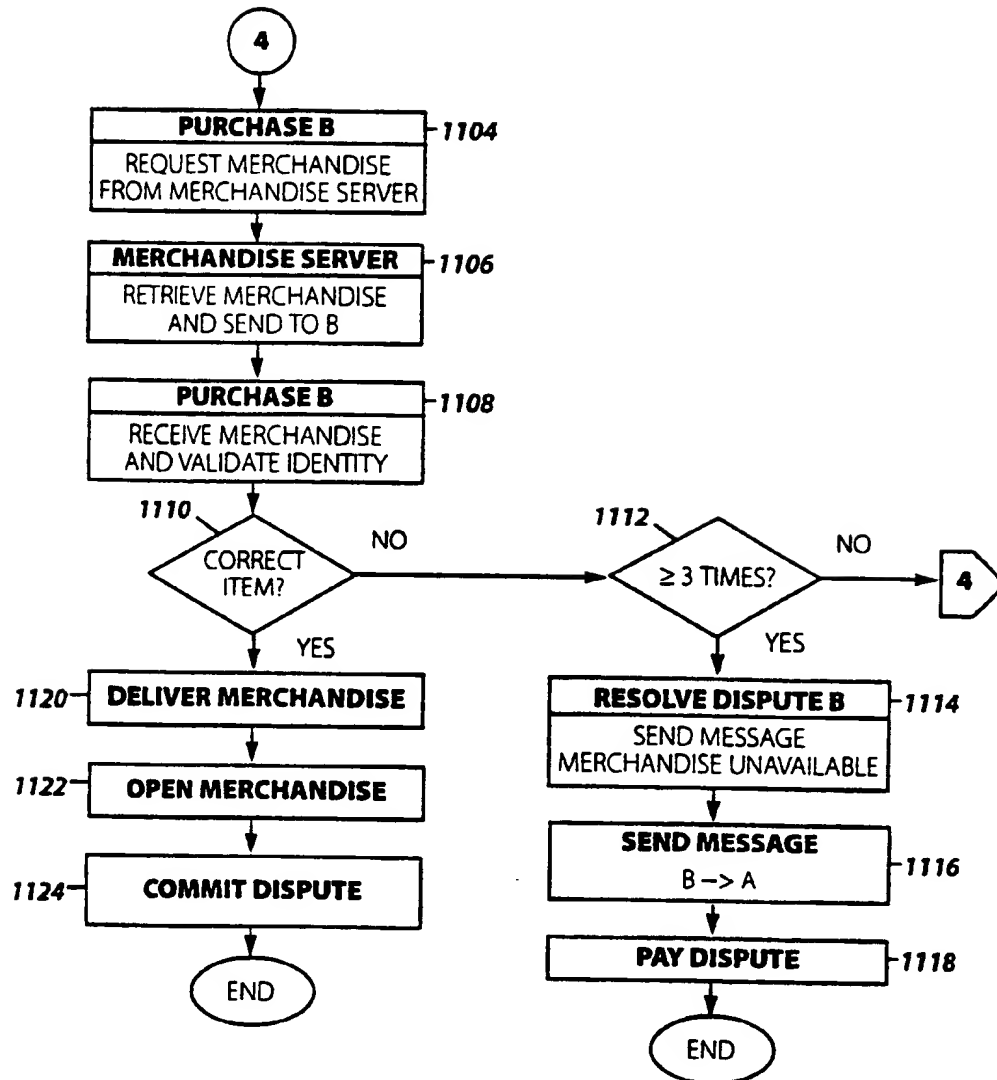 4
PURCHASE B
1104
REQUEST MERCHANDISE
FROM MERCHANDISE SERVER
MERCHANDISE SERVER
1106
RETRIEVE MERCHANDISE
AND SEND TO B
PURCHASE B
1108
RECEIVE MERCHANDISE
AND VALIDATE IDENTITY
1110
CORRECT
ITEM?
NO
YES
1112
≥ 3 TIMES?
NO
4
YES
1120
DELIVER MERCHANDISE
1122
OPEN MERCHANDISE
1124
COMMIT DISPUTE
END
RESOLVE DISPUTE B
1114
SEND MESSAGE
MERCHANDISE UNAVAILABLE
SEND MESSAGE
B –> A
1116
PAY DISPUTE
1118
END